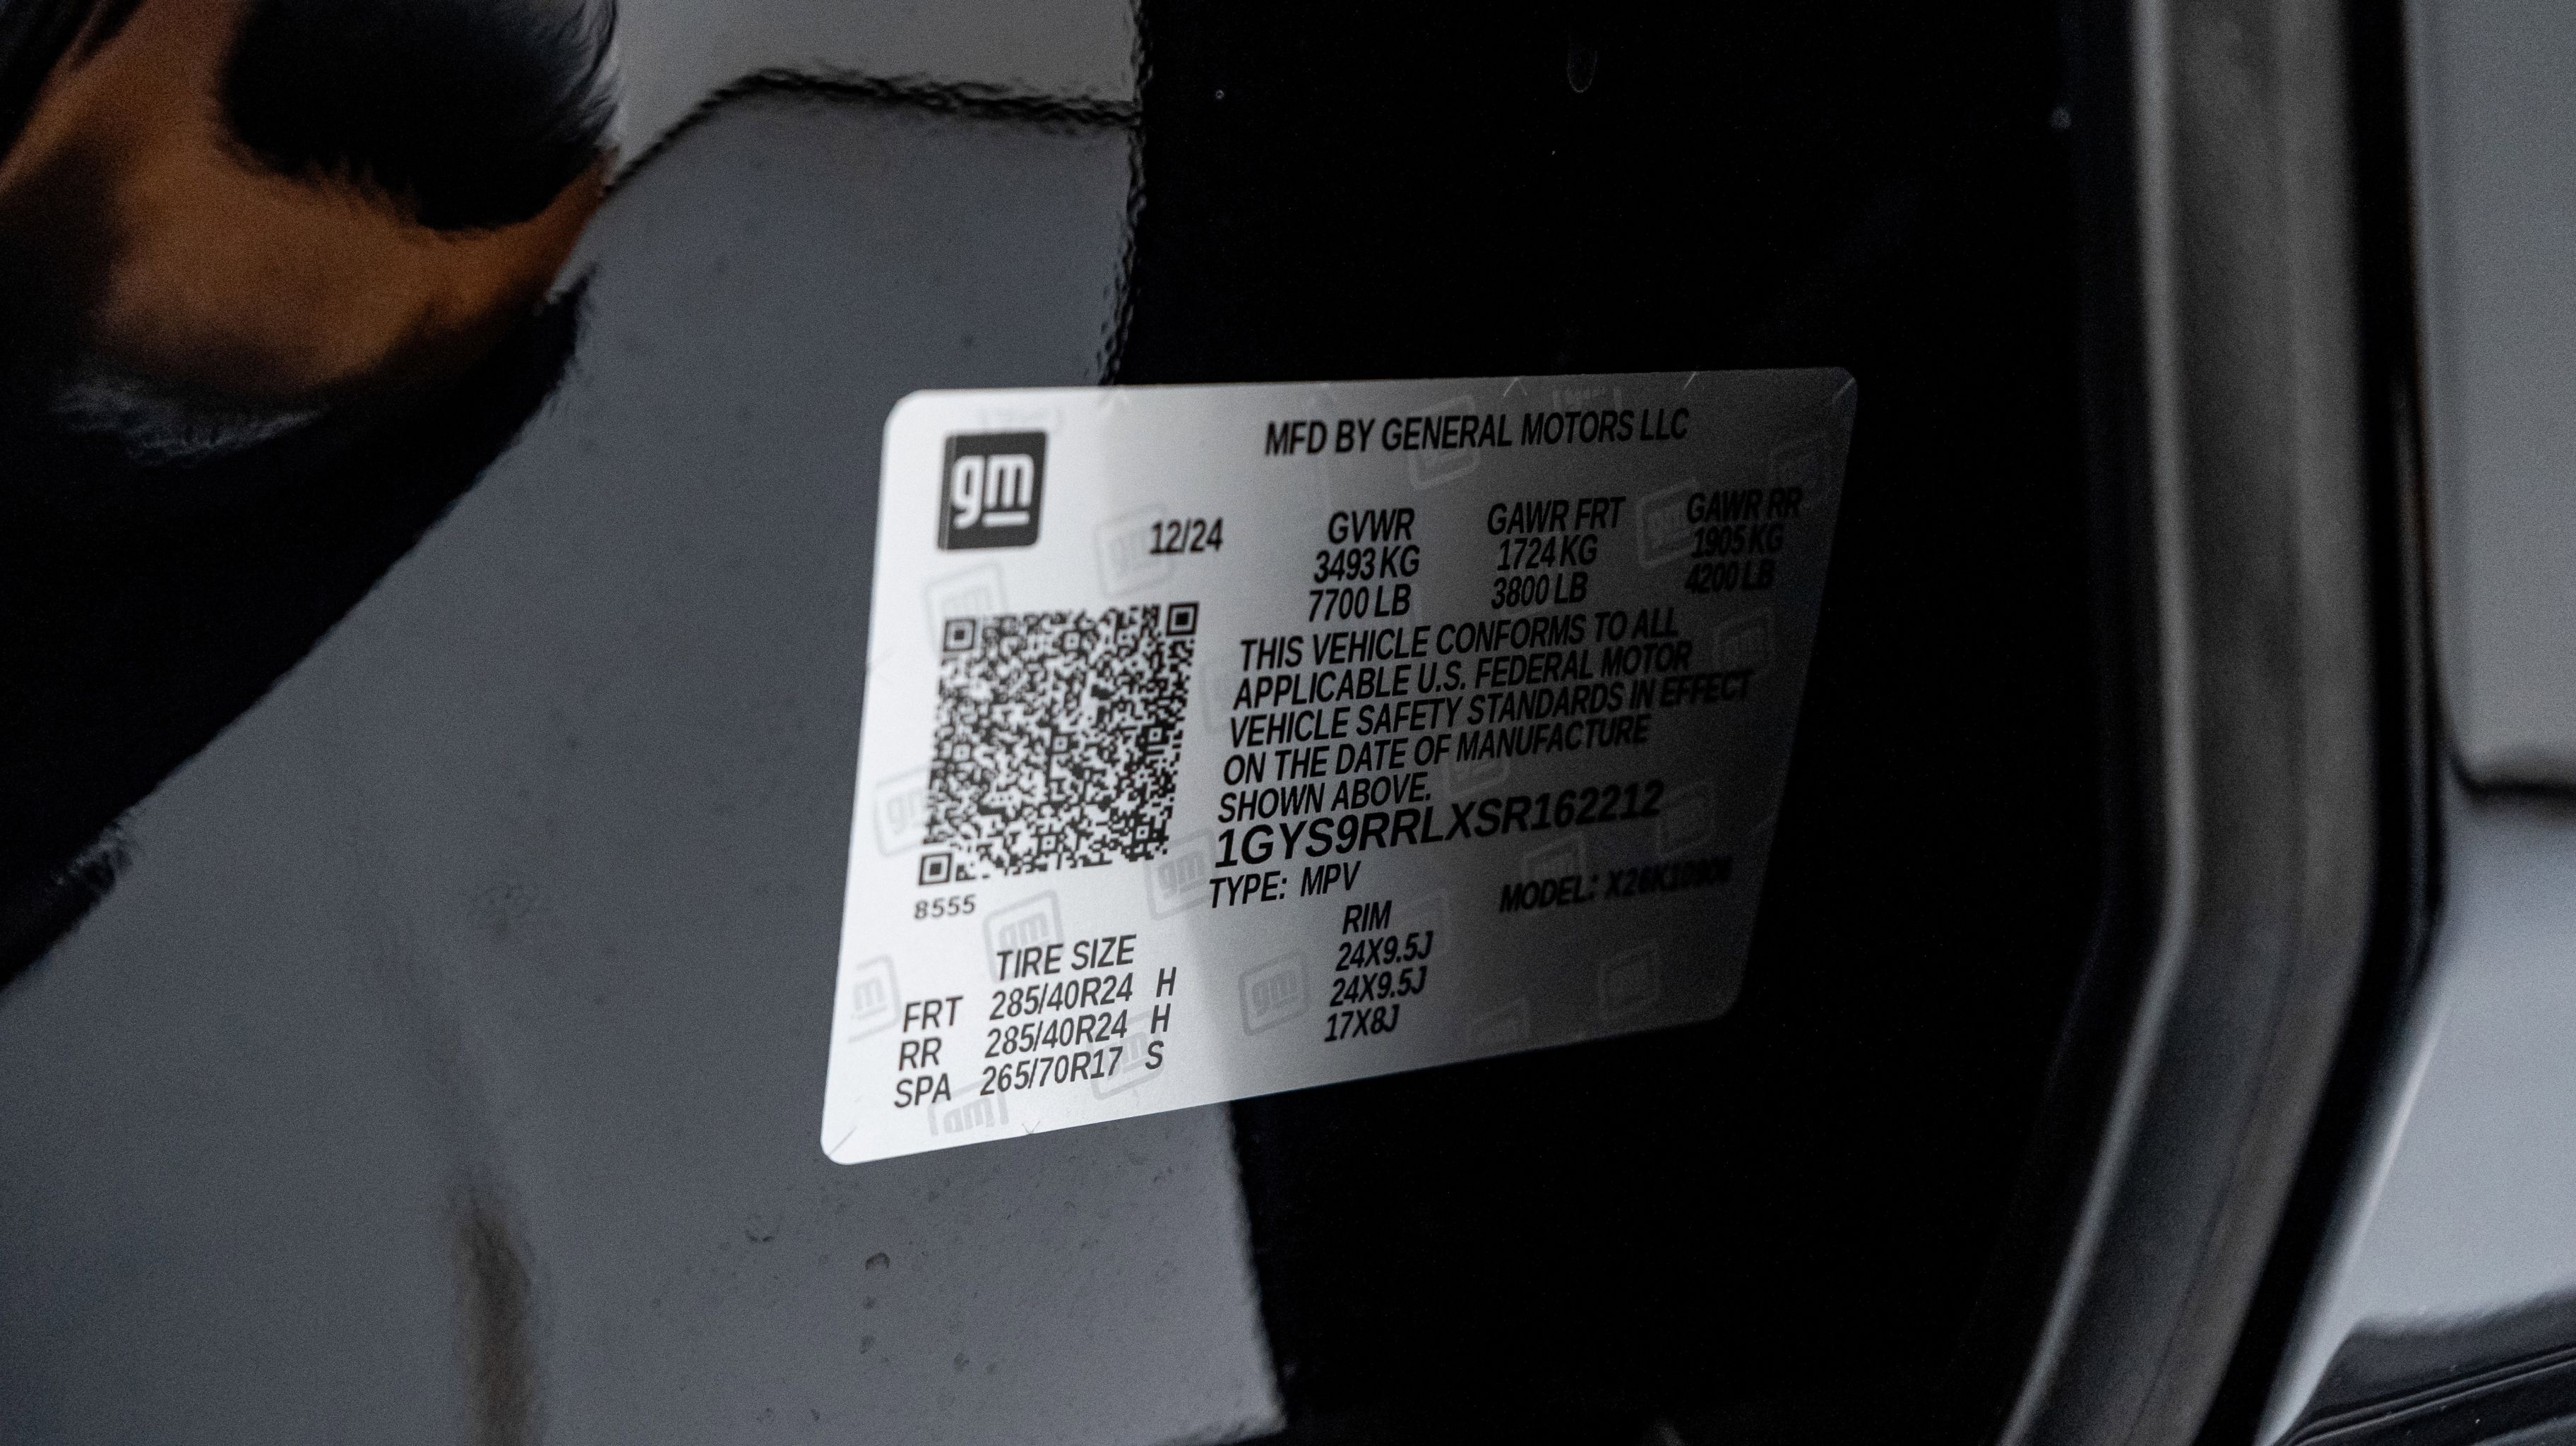 gm
MFD BY GENERAL MOTORS LLC
12/24
GVWR GAWR FRT GAWR RR
3493 KG 1724 KG 1905 KG
7700 LB 3800 LB 4200 LB
THIS VEHICLE CONFORMS TO ALL
APPLICABLE U.S. FEDERAL MOTOR
VEHICLE SAFETY STANDARDS IN EFFECT
ON THE DATE OF MANUFACTURE
SHOWN ABOVE.
1GYS9RRLXSR162212
TYPE: MPV MODEL:
8555
TIRE SIZE RIM
FRT 285/40R24 H 24X9.5J
RR 285/40R24 H 24X9.5J
SPA 265/70R17 S 17X8J